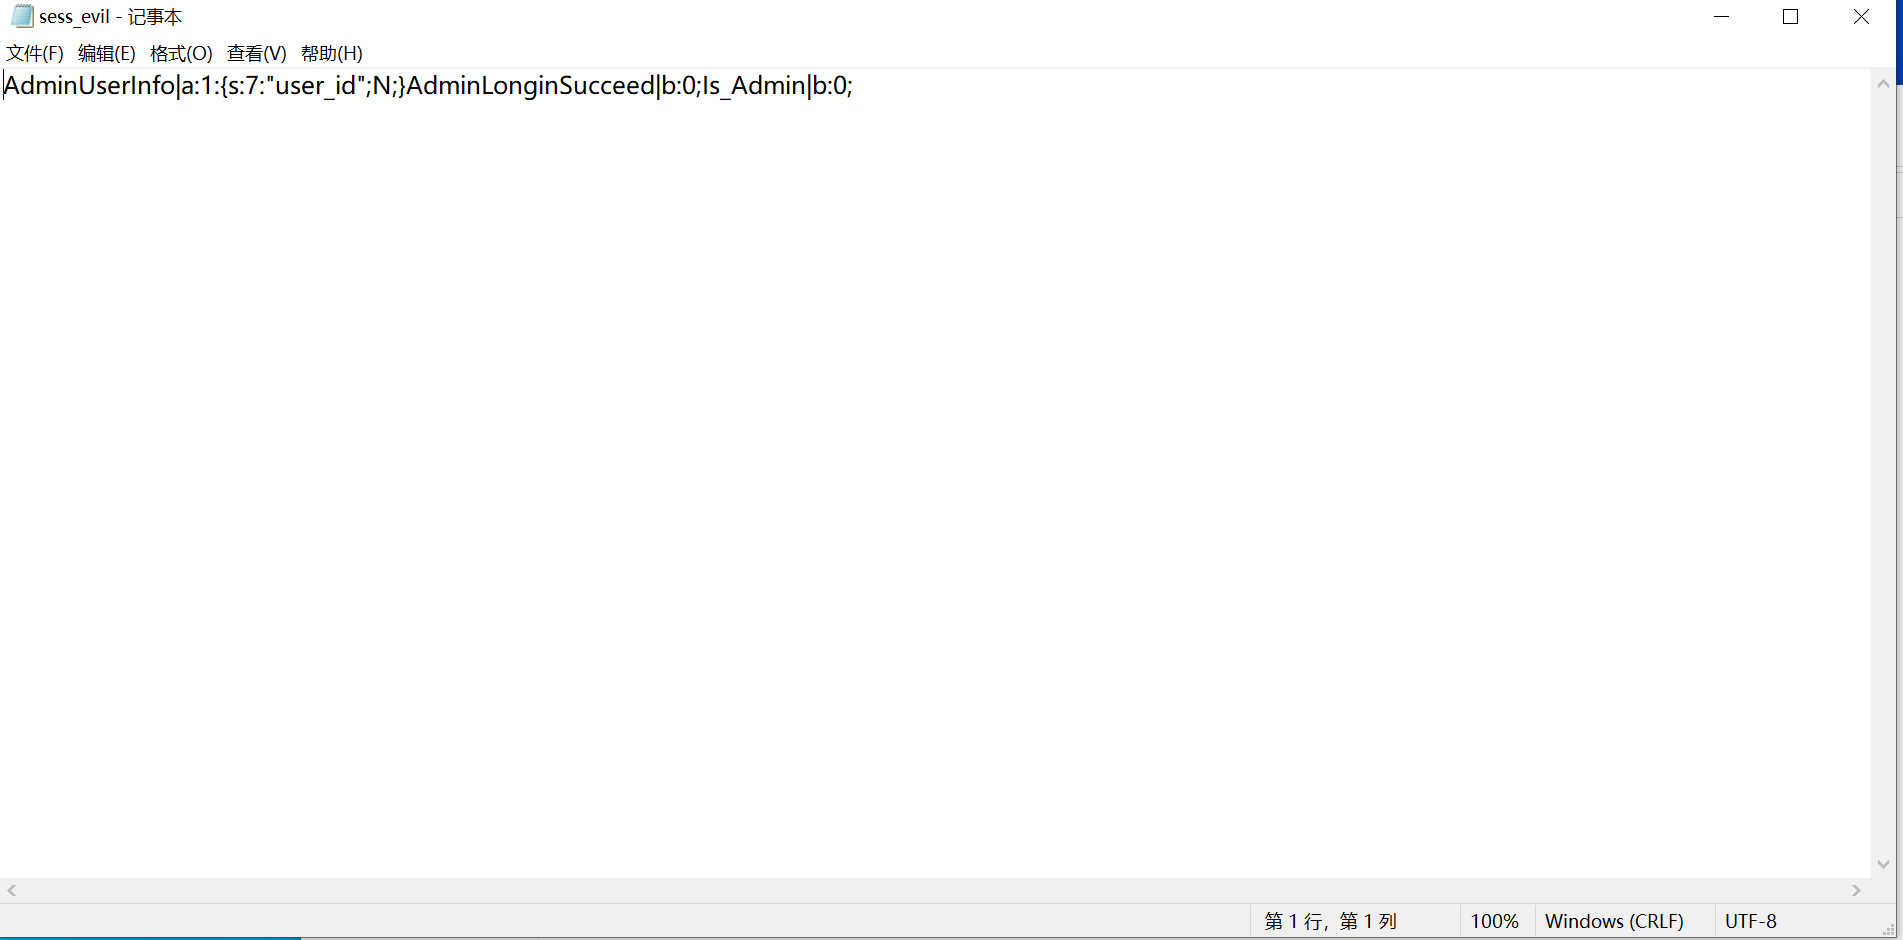 sess_evil - 记事本
文件(F) 编辑(E) 格式(O) 查看(V) 帮助(H)
AdminUserInfo|a:1:{s:7:"user_id";N;}AdminLonginSucceed|b:0;Is_Admin|b:0;
第 1 行，第 1 列 100% Windows (CRLF) UTF-8